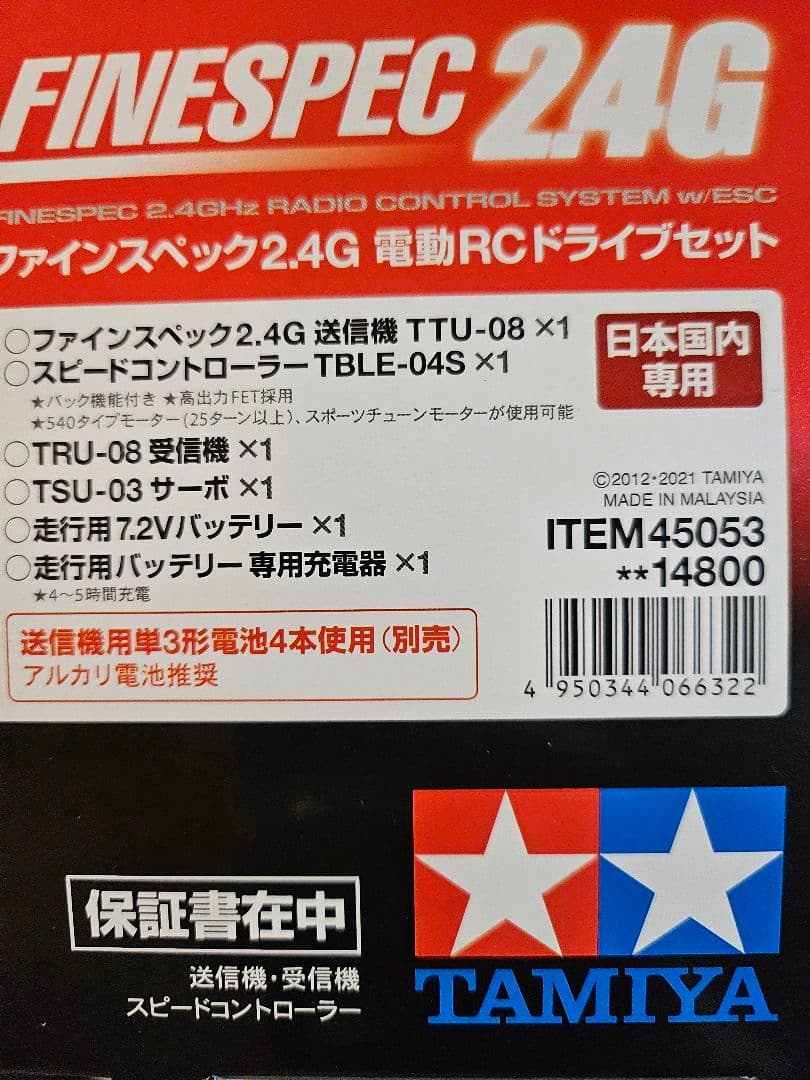 FINESPEC 2.4G
FINESPEC 2.4GHz RADIO CONTROL SYSTEM w/ESC
ファインスペック2.4G 電動RCドライブセット
○ファインスペック2.4G 送信機 TTU-08 ×1
○スピードコントローラー TBLE-04S ×1
★バック機能付き ★高出力FET採用
★540タイプモーター(25ターン以上)、スポーツチューンモーターが使用可能
日本国内
専用
○TRU-08 受信機 ×1
○TSU-03 サーボ ×1
○走行用7.2Vバッテリー ×1
○走行用バッテリー 専用充電器 ×1
★4〜5時間充電
©2012・2021 TAMIYA
MADE IN MALAYSIA
ITEM 45053
**14800
4 950344 066322
送信機用単3形電池4本使用(別売)
アルカリ電池推奨
保証書在中
送信機・受信機
スピードコントローラー
TAMIYA